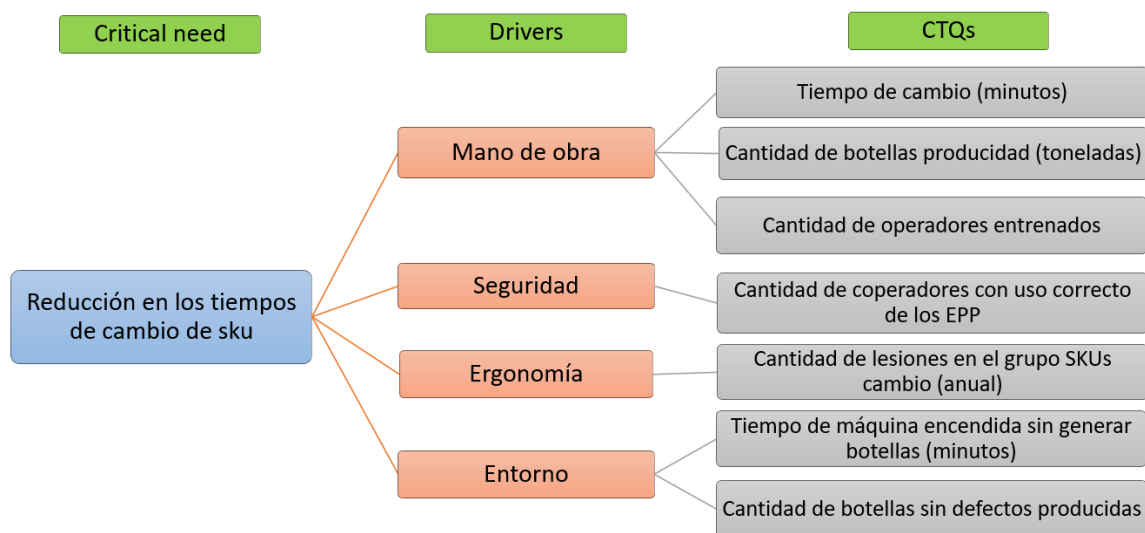 Critical need
Drivers
CTQs
Tiempo de cambio (minutos)
Mano de obra
Cantidad de botellas producidad (toneladas)
Cantidad de operadores entrenados
Reducción en los tiempos
de cambio de sku
Seguridad
Cantidad de coperadores con uso correcto
de los EPP
Ergonomía
Cantidad de lesiones en el grupo SKUs
cambio (anual)
Entorno
Tiempo de máquina encendida sin generar
botellas (minutos)
Cantidad de botellas sin defectos producidas